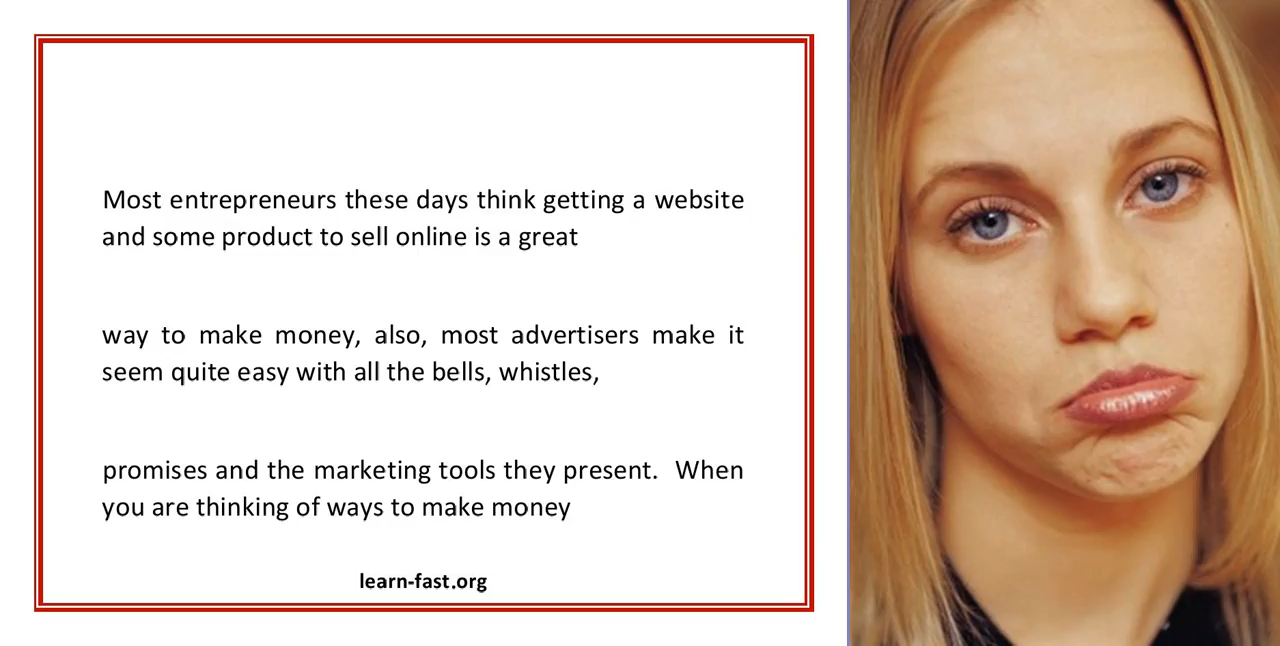 Most entrepreneurs these days think getting a website
and some product to sell online is a great
way to make money, also, most advertisers make it
seem quite easy with all the bells, whistles,
promises and the marketing tools they present. When
you are thinking of ways to make money
learn-fast.org